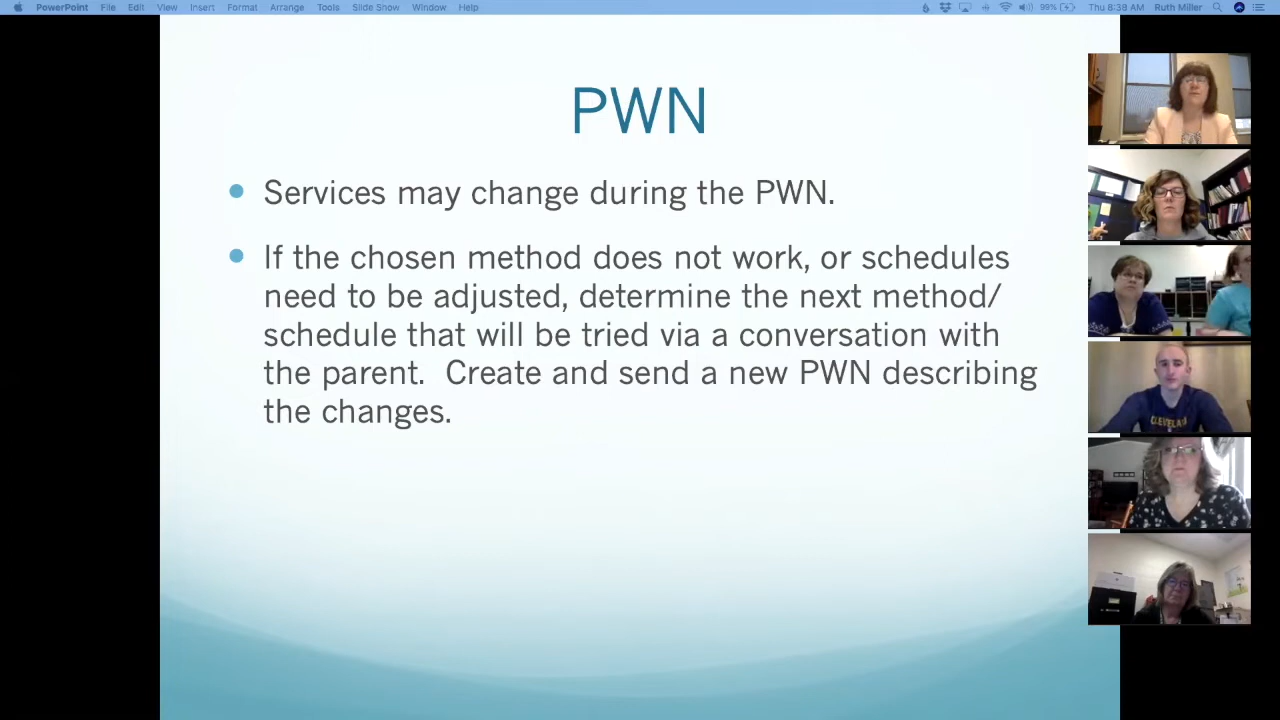 PowerPoint File Edit View Insert Format Arrange Tools Slide Show Window Help 99% Thu 8:39 AM Ruth Miller
PWN
Services may change during the PWN.
If the chosen method does not work, or schedules
need to be adjusted, determine the next method/
schedule that will be tried via a conversation with
the parent.  Create and send a new PWN describing
the changes.
CLEVELAND